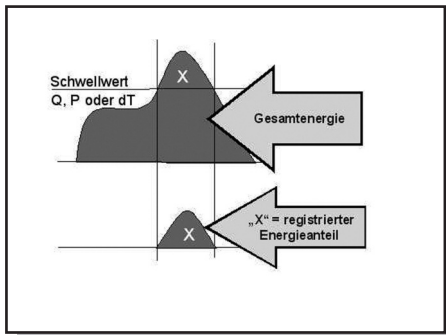 X
Schwellwert
Q, P oder dT
Gesamtenergie
„X“ = registrierter
Energieanteil
X